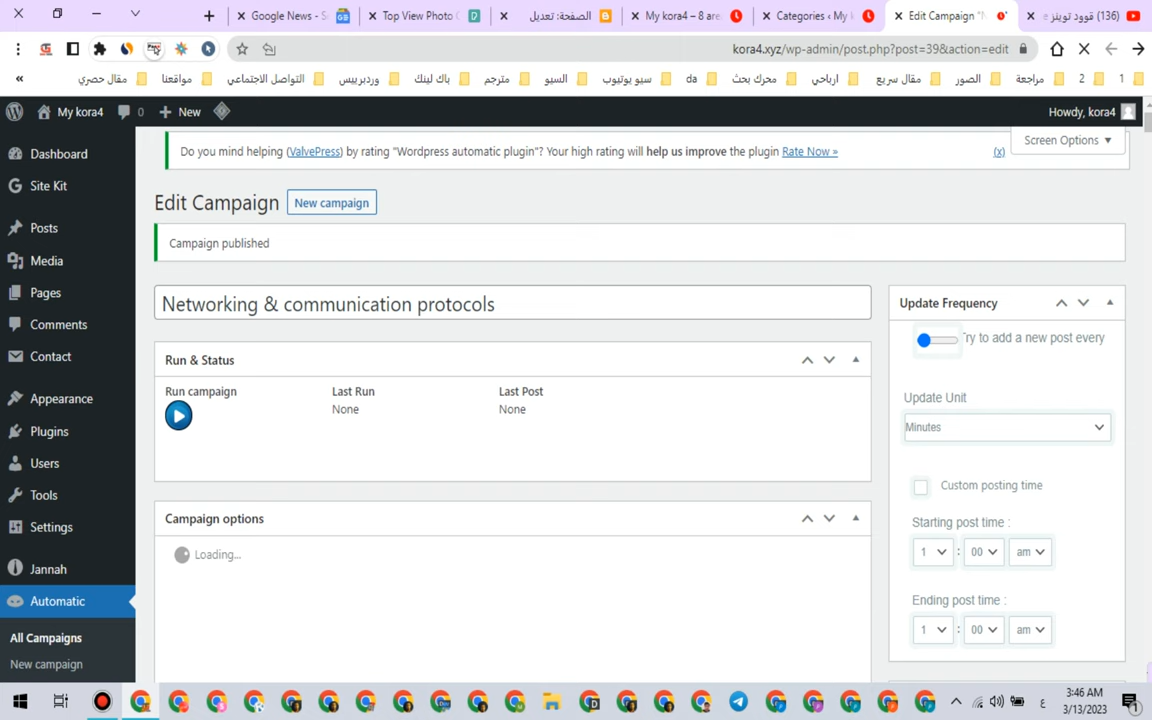 Google News - S
Top View Photo
الصفحة: تعديل
My kora4 – 8 are
Categories ‹ My
Edit Campaign "N
قوود توينز (136)
kora4.xyz/wp-admin/post.php?post=39&action=edit
« مقال حصري مواقعنا التواصل الاجتماعي وردبريس باك لينك مترجم السيو سيو يوتيوب da محرك بحث ارباحي مقال سريع الصور مراجعة 2 1
My kora4 0 New Howdy, kora4
Screen Options
Do you mind helping (ValvePress) by rating "Wordpress automatic plugin"? Your high rating will help us improve the plugin Rate Now » (x)
Edit Campaign New campaign
Campaign published
Networking & communication protocols
Run & Status
Run campaign Last Run Last Post
None None
Campaign options
Loading...
Update Frequency
Try to add a new post every
Update Unit
Minutes
Custom posting time
Starting post time :
1 : 00 am
Ending post time :
1 : 00 am
Dashboard
Site Kit
Posts
Media
Pages
Comments
Contact
Appearance
Plugins
Users
Tools
Settings
Jannah
Automatic
All Campaigns
New campaign
ع
3:46 AM
3/13/2023
1